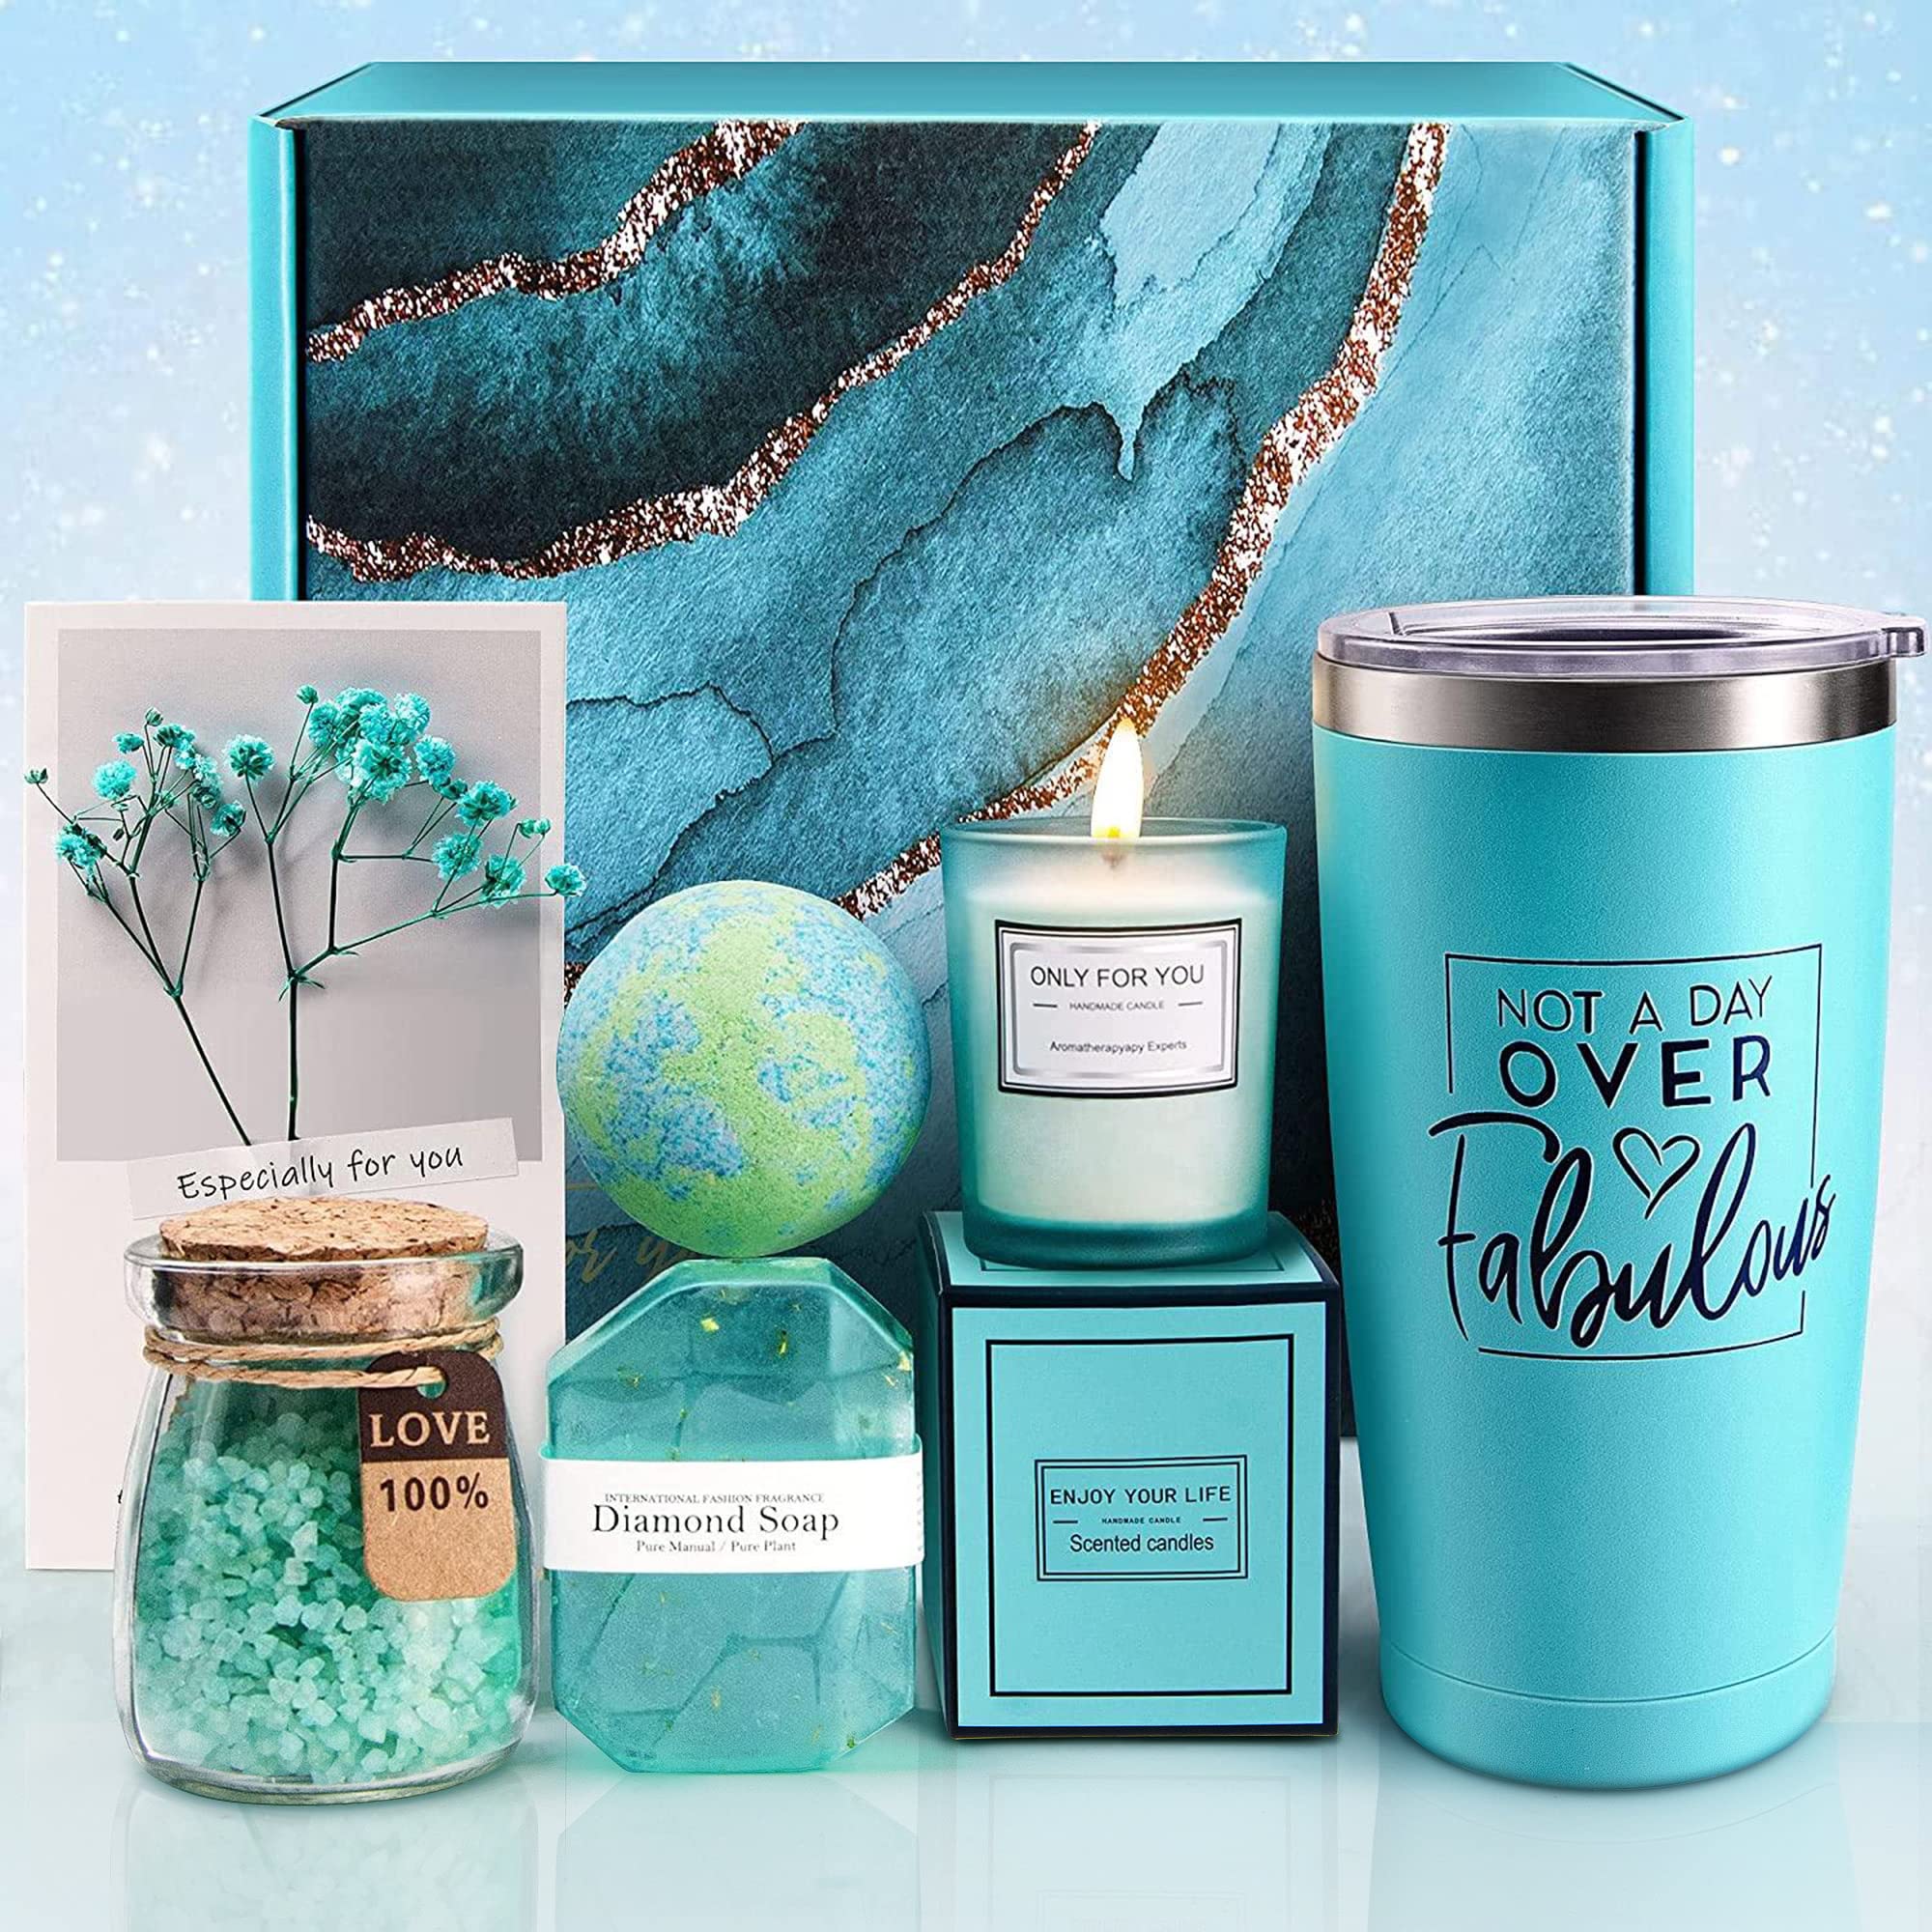 Especially for you
LOVE
100%
INTERNATIONAL FASHION FRAGRANCE
Diamond Soap
Pure Manual / Pure Plant
ONLY FOR YOU
HANDMADE CANDLE
Aromatherapyapy Experts
ENJOY YOUR LIFE
HANDMADE CANDLE
Scented candles
NOT A DAY
OVER
Fabulous